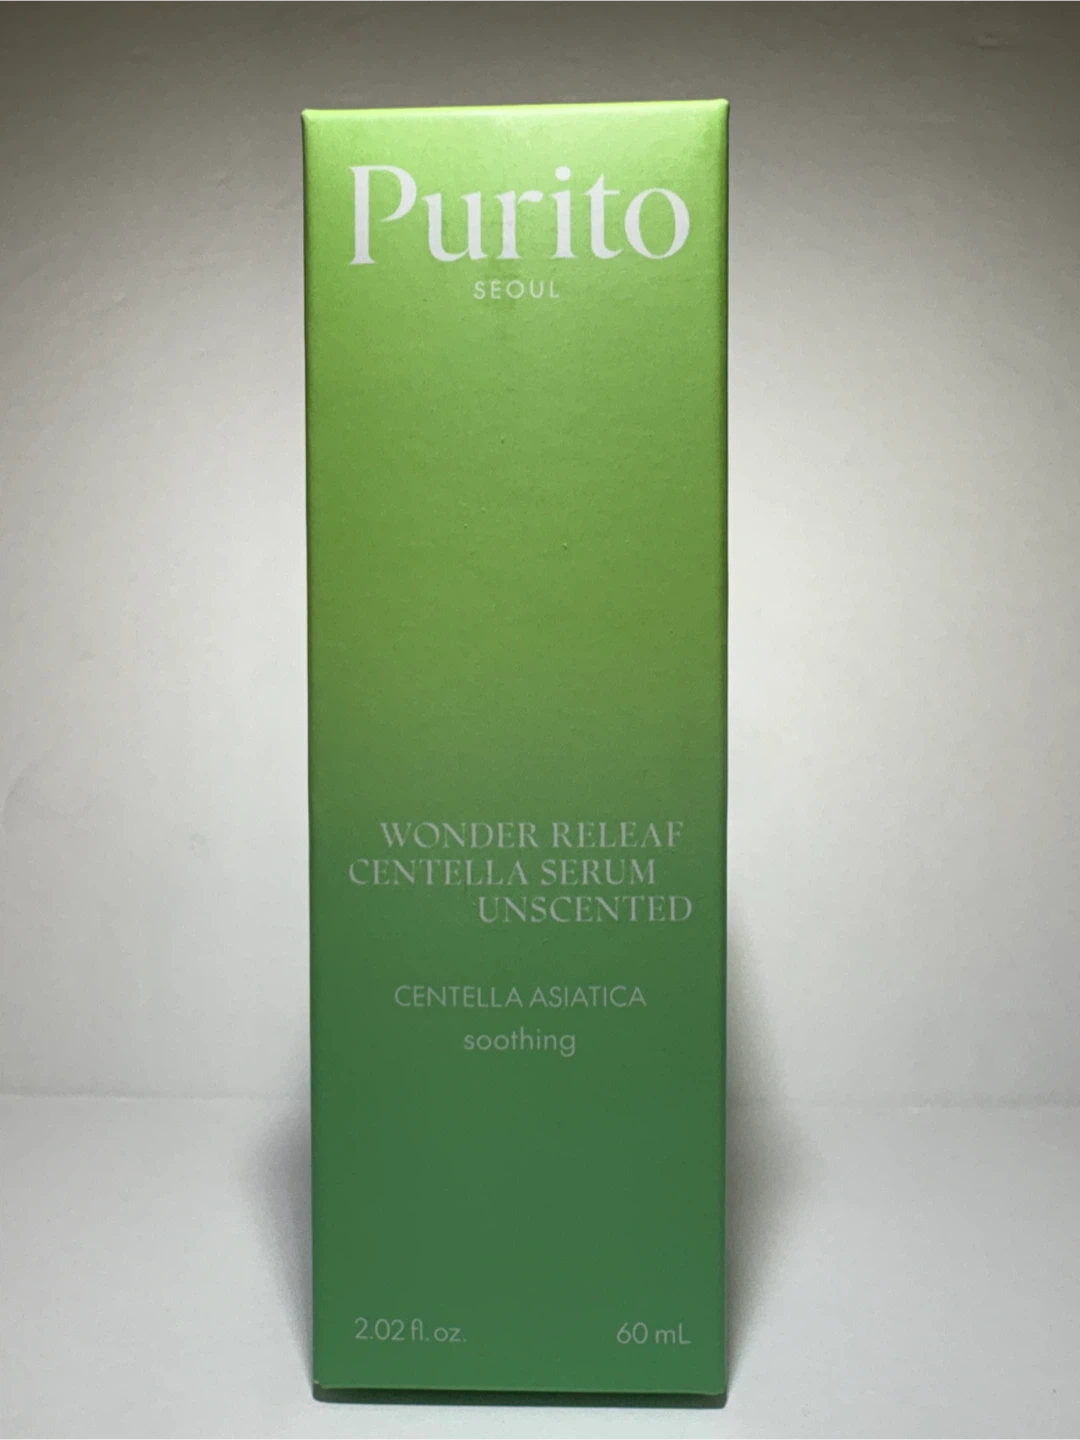 Purito
SEOUL
WONDER RELEAF
CENTELLA SERUM
UNSCENTED
CENTELLA ASIATICA
soothing
2.02 fl. oz. 60 mL